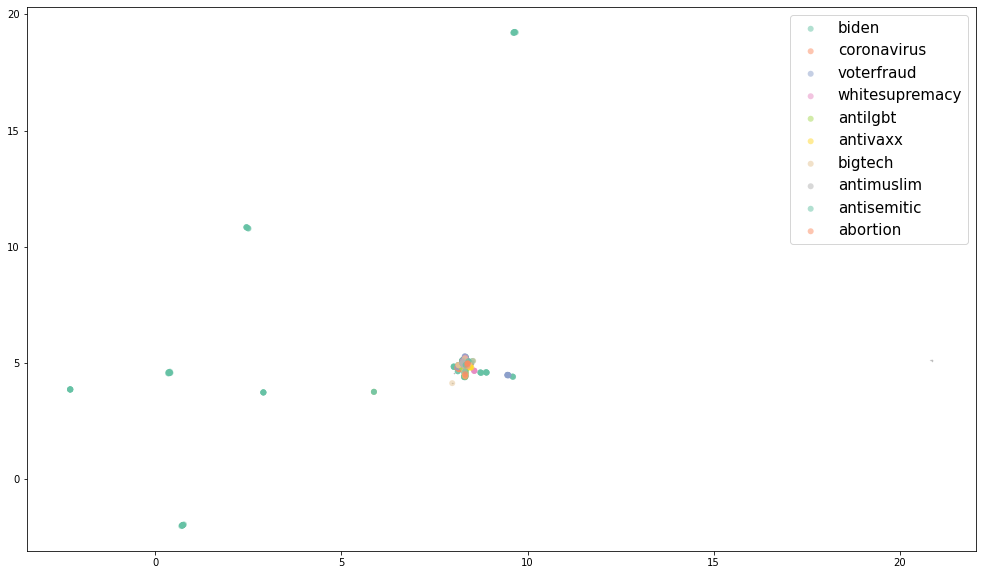 20
15
10
5
0
0
5
10
15
20
biden
coronavirus
voterfraud
whitesupremacy
antilgbt
antivaxx
bigtech
antimuslim
antisemitic
abortion